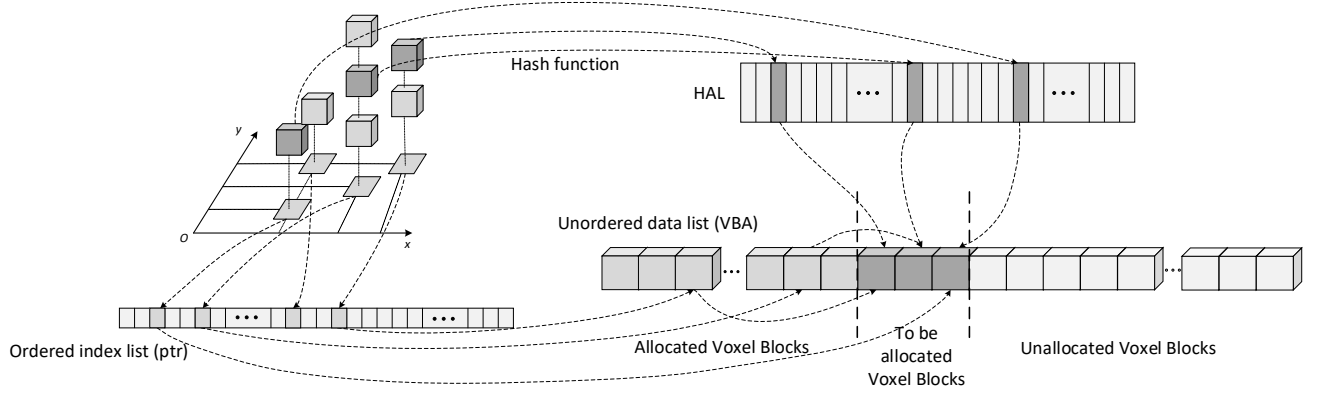 Hash function
HAL
y
O
x
Unordered data list (VBA)
Ordered index list (ptr)
Allocated Voxel Blocks
To be
allocated
Voxel Blocks
Unallocated Voxel Blocks